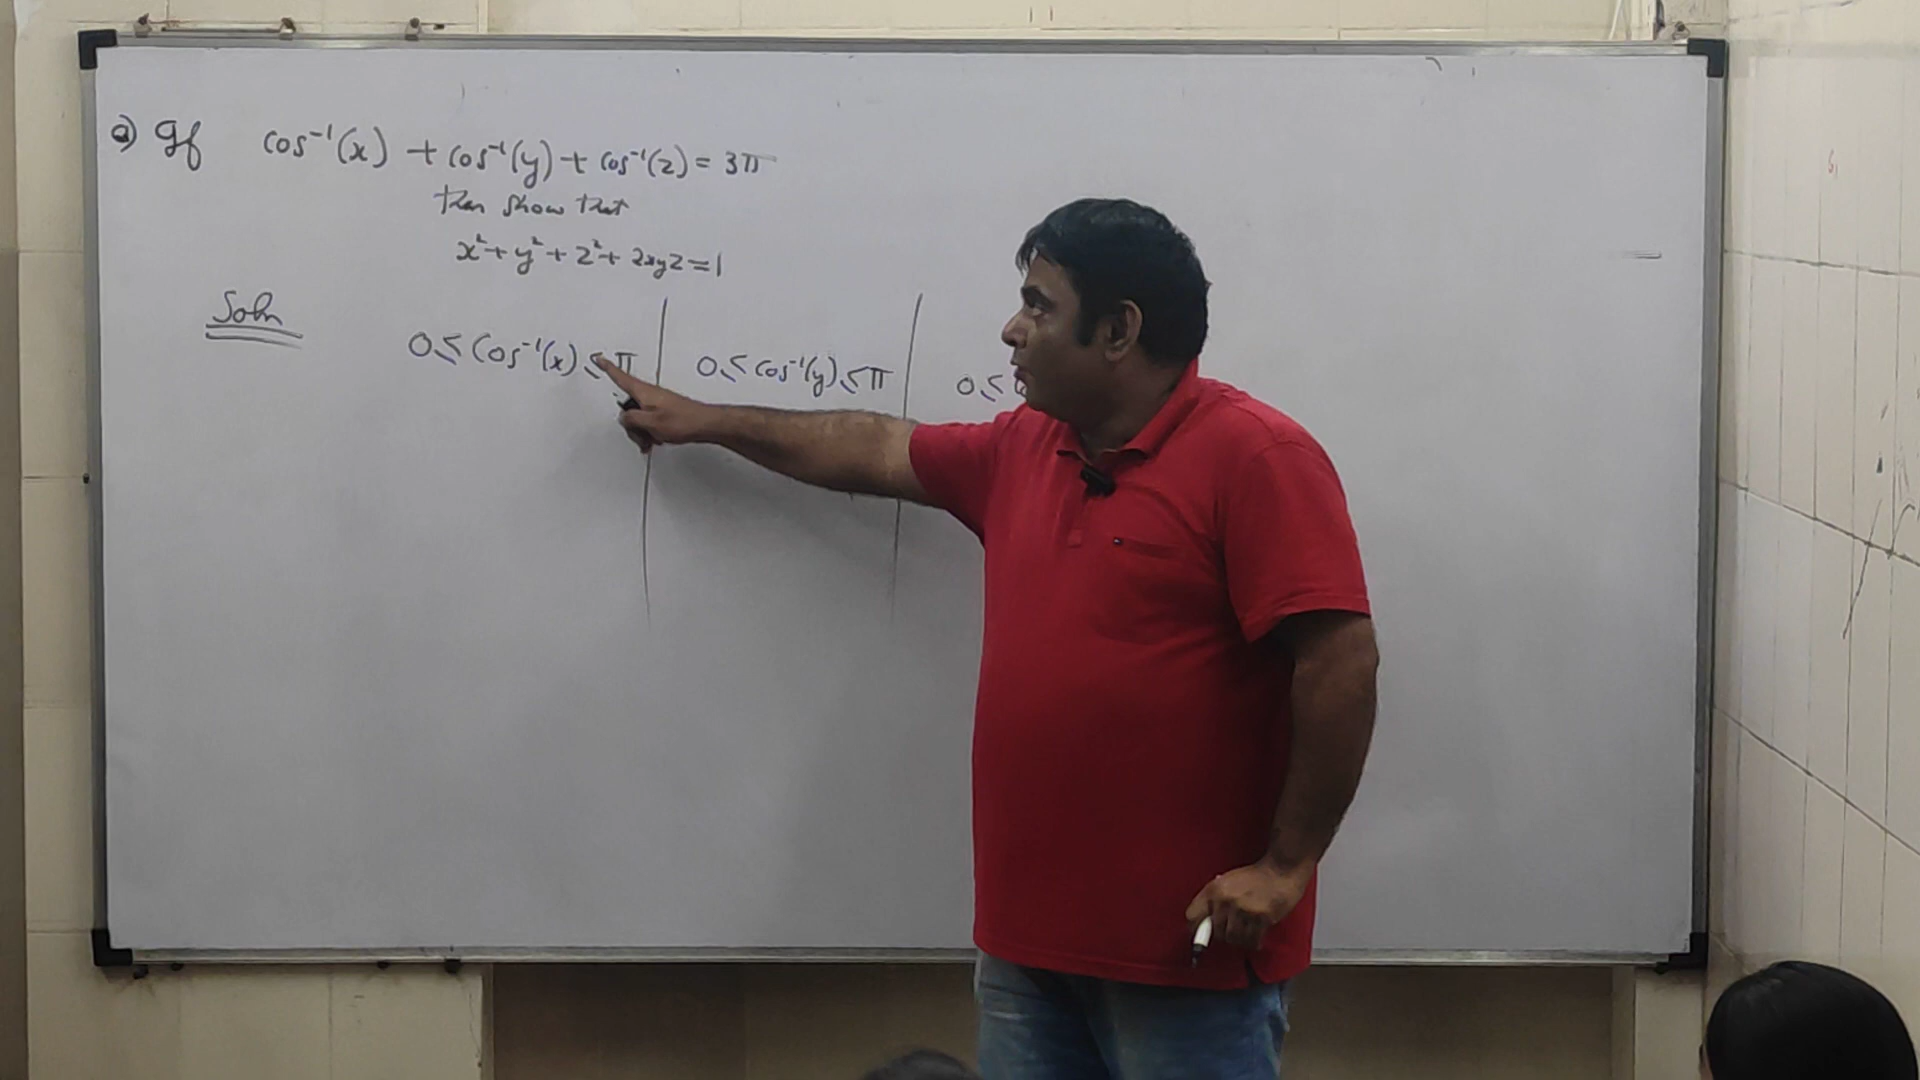 Q) If cos⁻¹(x) + cos⁻¹(y) + cos⁻¹(z) = 3π
then show that
x² + y² + z² + 2xyz = 1
Soln
0 ≤ cos⁻¹(x) ≤ π
0 ≤ cos⁻¹(y) ≤ π
0 ≤